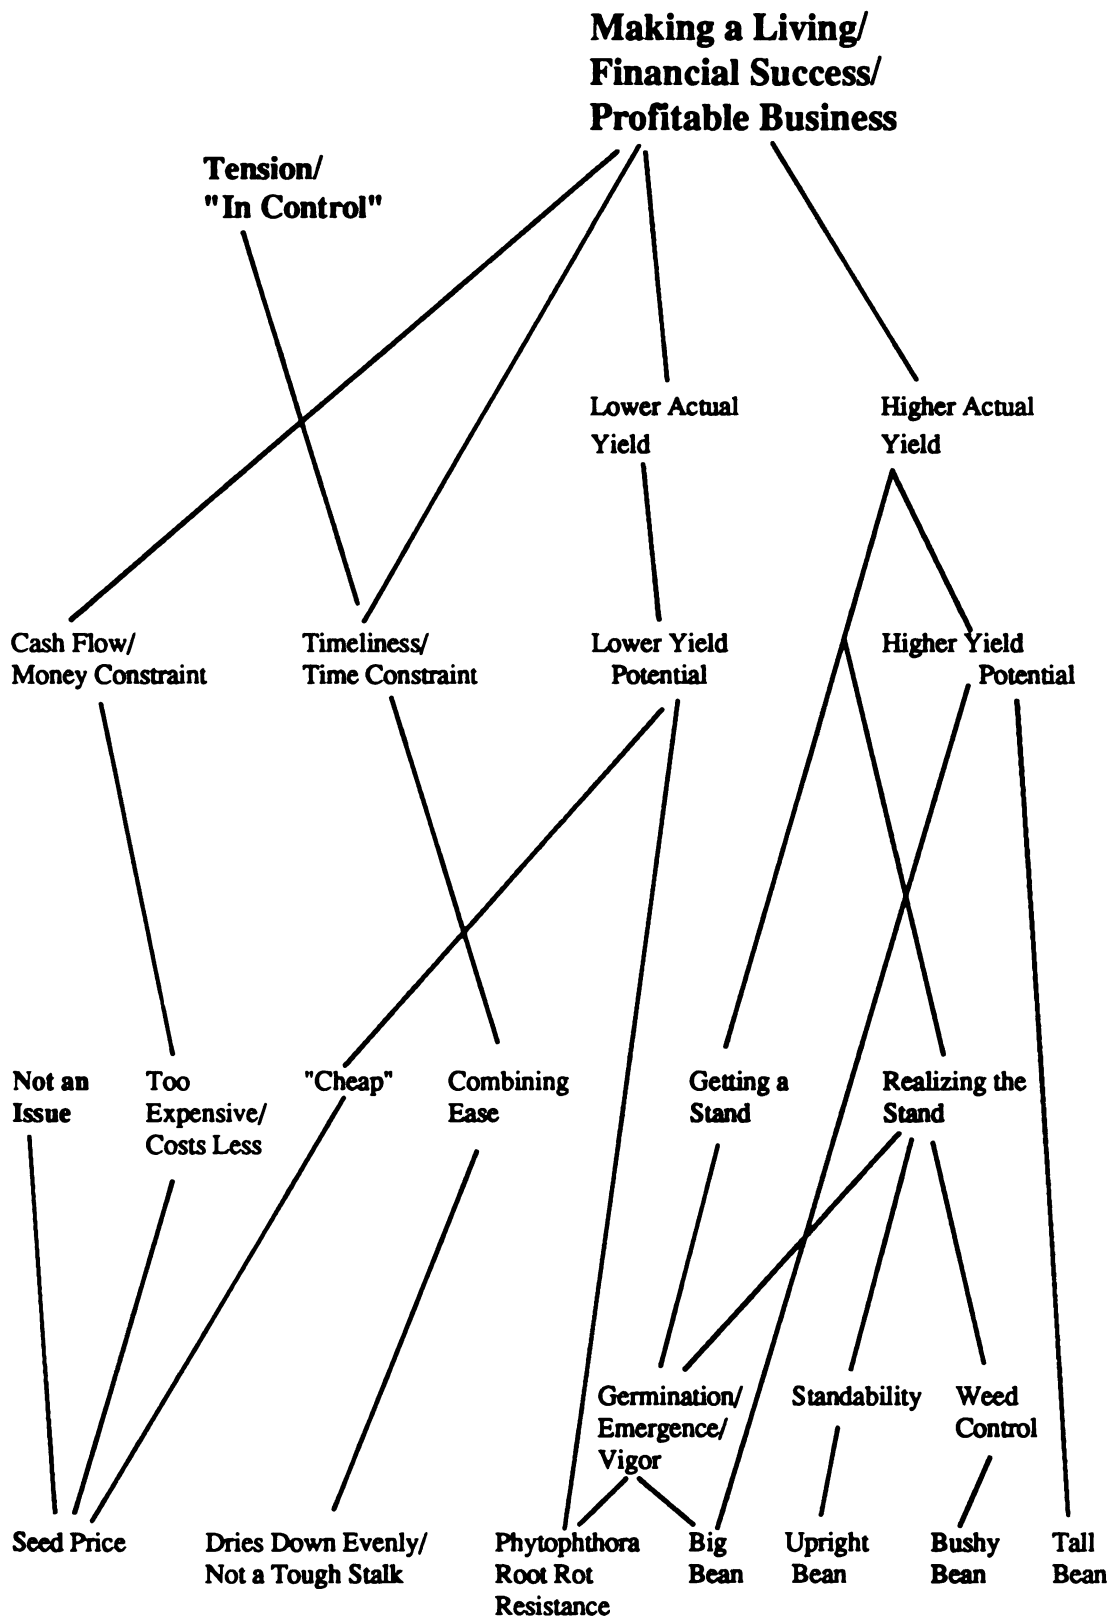 Making a Living/
Financial Success/
Profitable Business
Tension/
"In Control"
Lower Actual
Yield
Higher Actual
Yield
Cash Flow/
Money Constraint
Timeliness/
Time Constraint
Lower Yield
Potential
Higher Yield
Potential
Not an
Issue
Too
Expensive/
Costs Less
"Cheap"
Combining
Ease
Getting a
Stand
Realizing the
Stand
Germination/
Emergence/
Vigor
Standability
Weed
Control
Seed Price
Dries Down Evenly/
Not a Tough Stalk
Phytophthora
Root Rot
Resistance
Big
Bean
Upright
Bean
Bushy
Bean
Tall
Bean